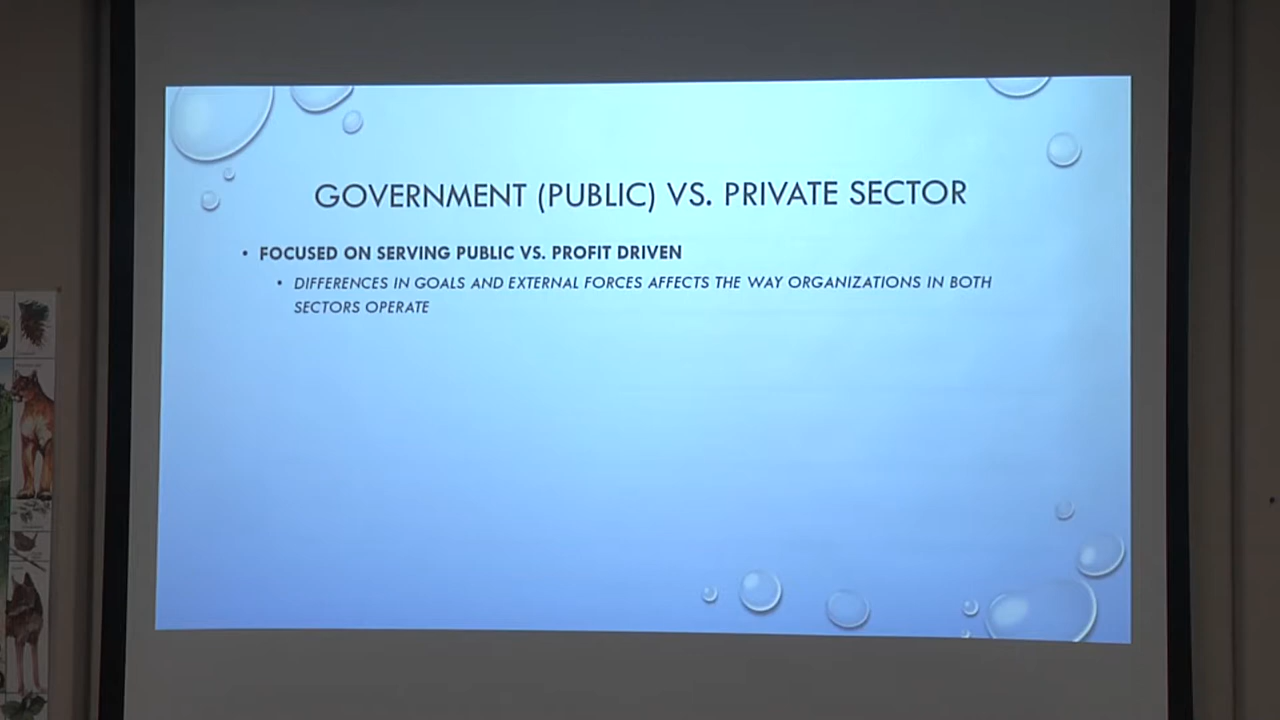 GOVERNMENT (PUBLIC) VS. PRIVATE SECTOR
• FOCUSED ON SERVING PUBLIC VS. PROFIT DRIVEN
• DIFFERENCES IN GOALS AND EXTERNAL FORCES AFFECTS THE WAY ORGANIZATIONS IN BOTH
SECTORS OPERATE